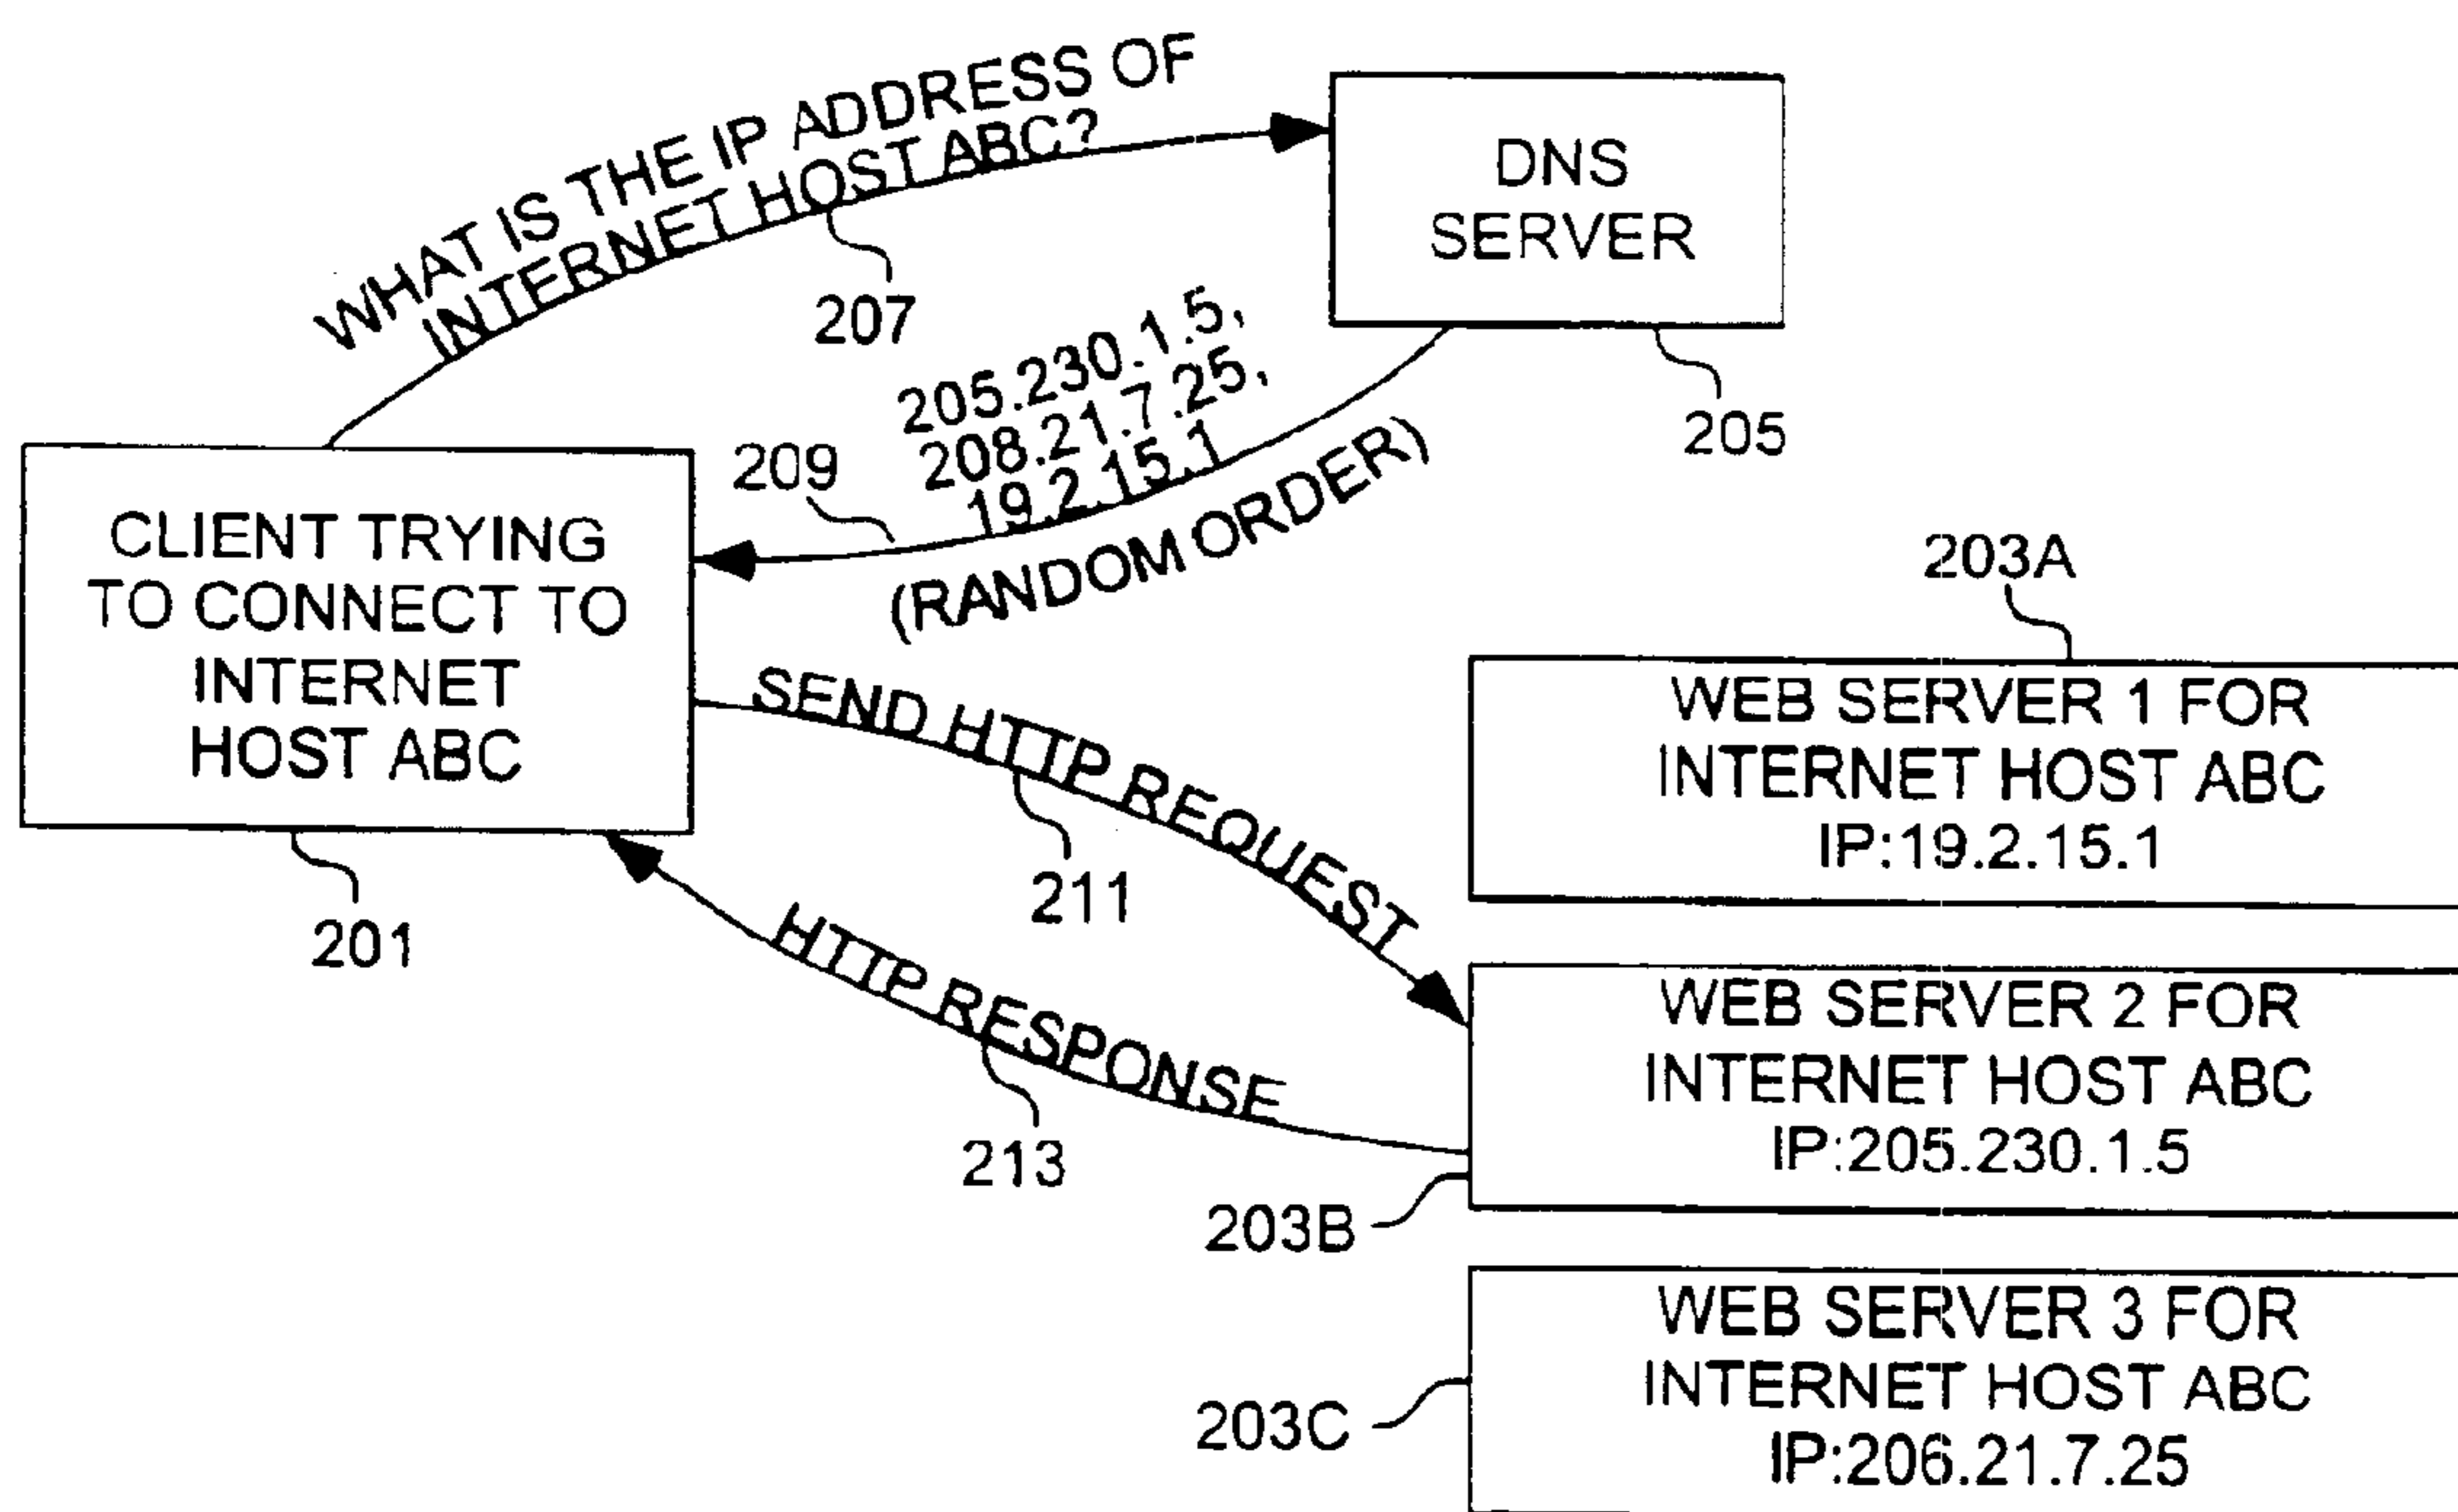 WHAT IS THE IP ADDRESS OF
INTERNET HOST ABC?
207
DNS
SERVER
205
205.230.1.5,
208.21.7.25,
19.2.15.1
(RANDOM ORDER)
209
CLIENT TRYING
TO CONNECT TO
INTERNET
HOST ABC
201
SEND HTTP REQUEST
211
HTTP RESPONSE
213
203A
WEB SERVER 1 FOR
INTERNET HOST ABC
IP:19.2.15.1
WEB SERVER 2 FOR
INTERNET HOST ABC
IP:205.230.1.5
203B
WEB SERVER 3 FOR
INTERNET HOST ABC
IP:206.21.7.25
203C